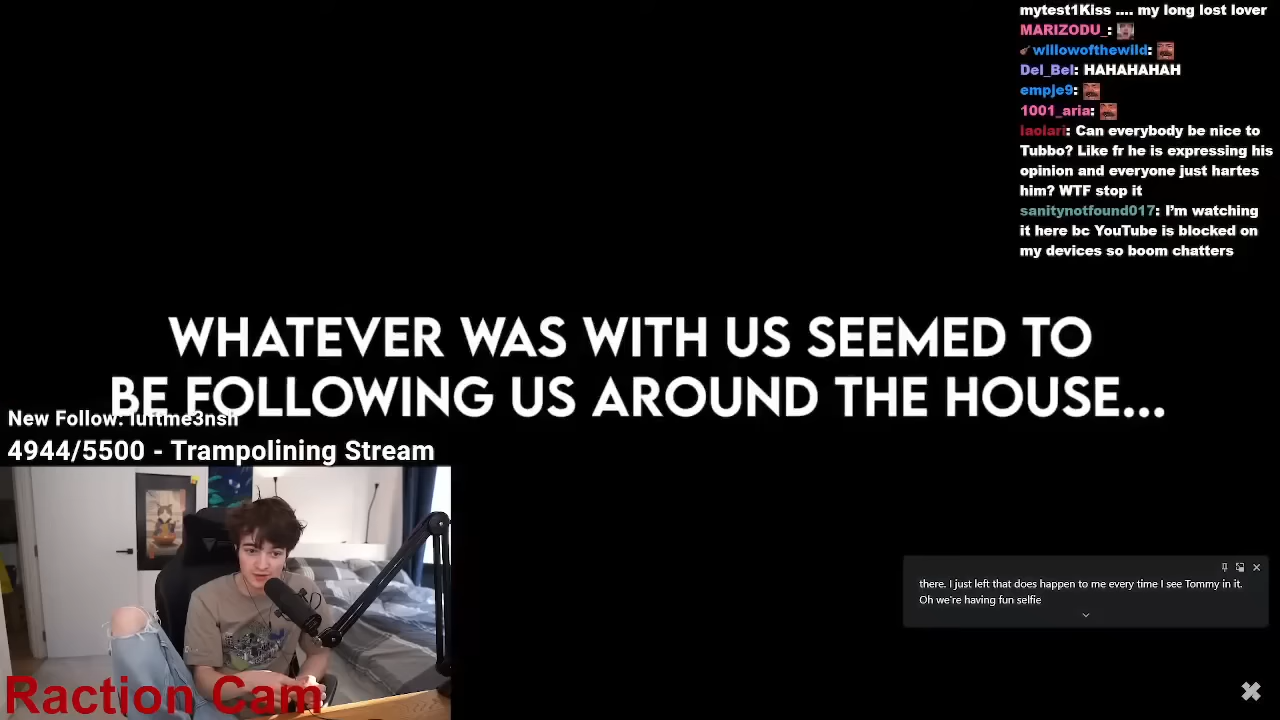 mytest1Kiss .... my long lost lover
MARIZODU_:
willowofthewild:
Del_Bel: HAHAHAHAH
empje9:
1001_aria:
laolari: Can everybody be nice to
Tubbo? Like fr he is expressing his
opinion and everyone just hartes
him? WTF stop it
sanitynotfound017: I'm watching
it here bc YouTube is blocked on
my devices so boom chatters
WHATEVER WAS WITH US SEEMED TO
BE FOLLOWING US AROUND THE HOUSE...
New Follow: luftme3nsh
4944/5500 - Trampolining Stream
there. I just left that does happen to me every time I see Tommy in it.
Oh we're having fun selfie
Raction Cam